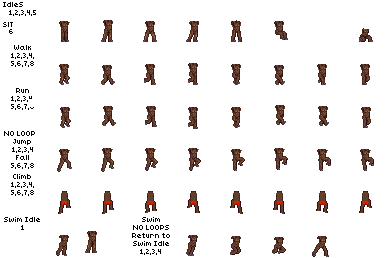 IdleS
1,2,3,4,5
SIT
6
Walk
1,2,3,4,
5,6,7,8
Run
1,2,3,
5,6,7,
NO LOOP
Jump
1,2,3,4
Fall
5,6,7,8
Climb
1,2,3,4,
5,6,7,8
Swim Idle
1
Swim
NO LOOPS
Return to
Swim Idle
1,2,3,4